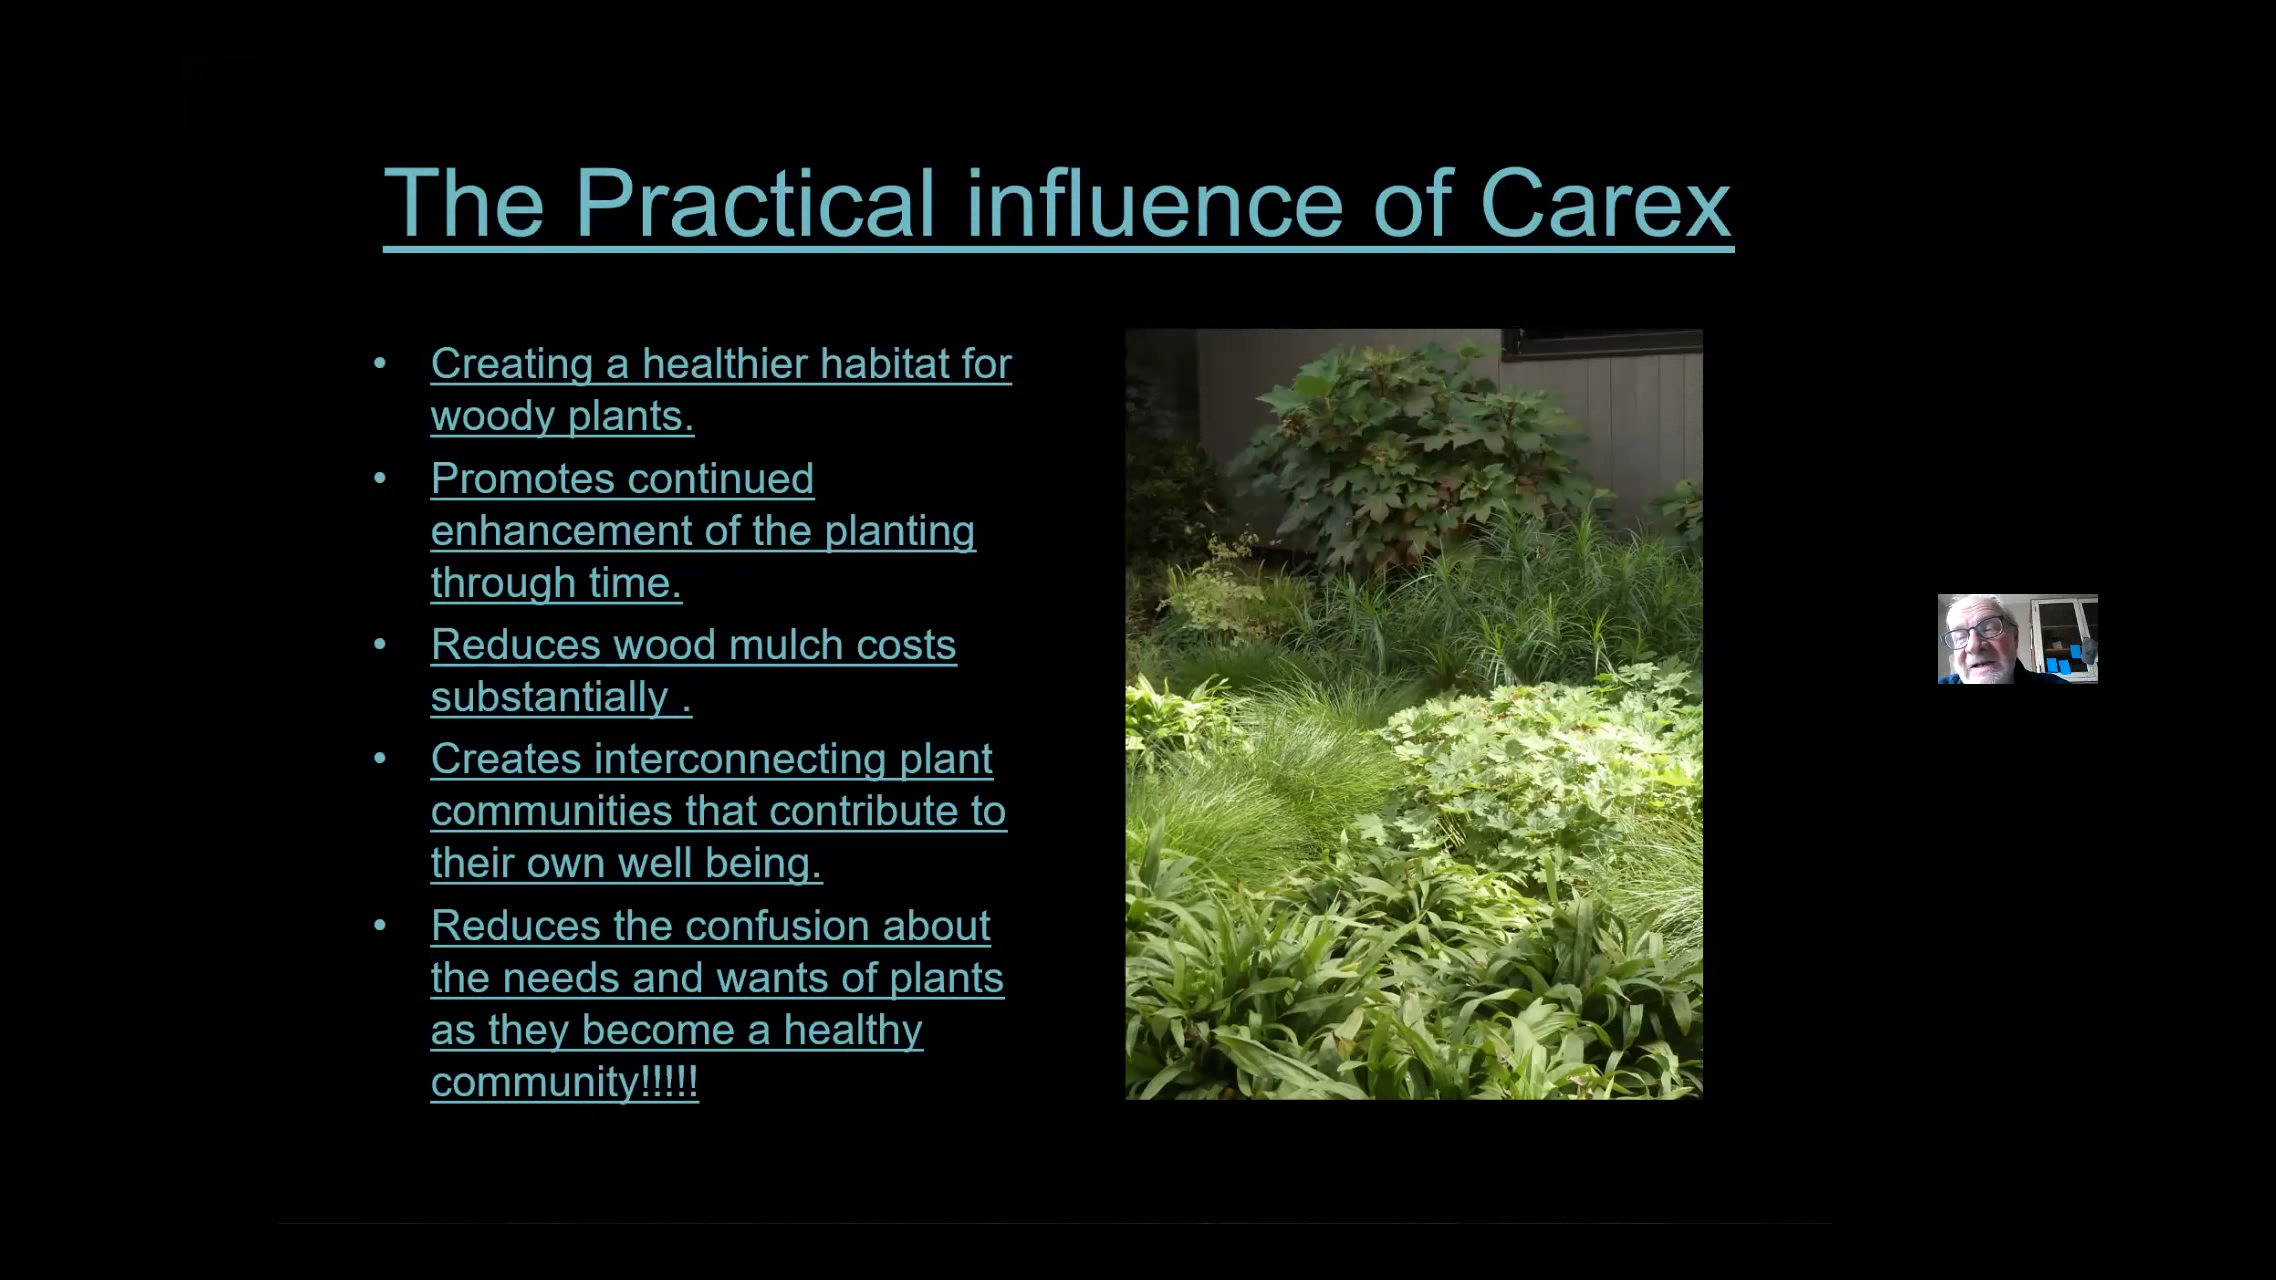 The Practical influence of Carex
• Creating a healthier habitat for
woody plants.
• Promotes continued
enhancement of the planting
through time.
• Reduces wood mulch costs
substantially .
• Creates interconnecting plant
communities that contribute to
their own well being.
• Reduces the confusion about
the needs and wants of plants
as they become a healthy
community!!!!!